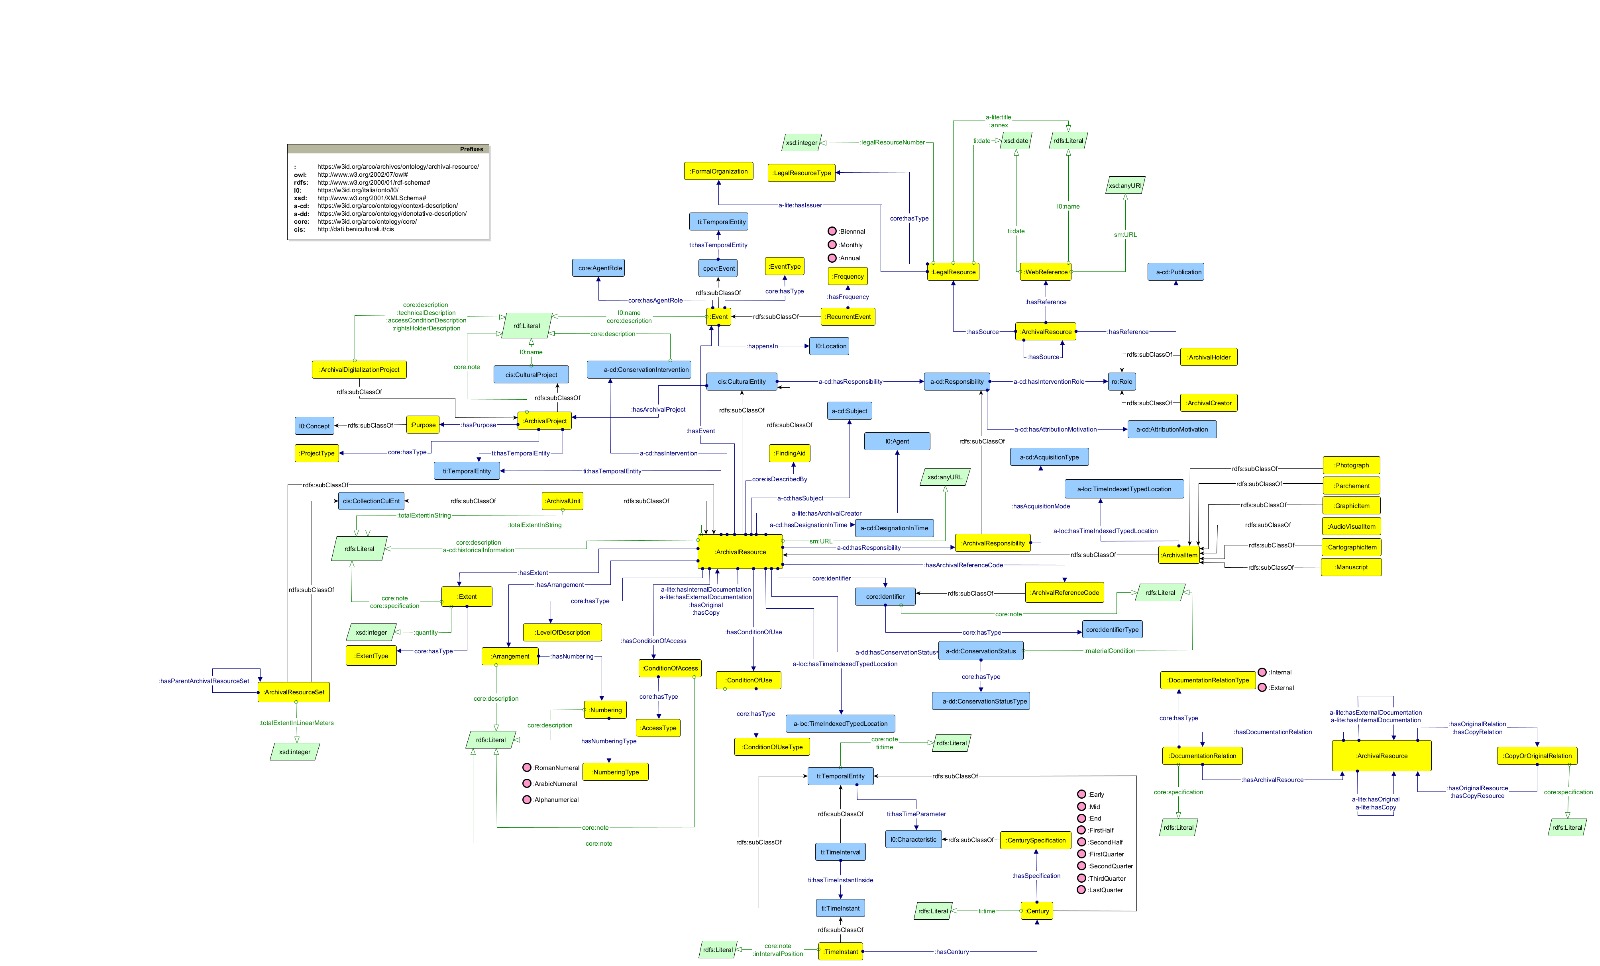 a-lite:title
:annex
xsd:integer
:legalResourceNumber
ti:date
xsd:date
rdfs:Literal
Prefixes
: https://w3id.org/arco/archives/ontology/archival-resource/
owl: http://www.w3.org/2002/07/owl#
rdfs: http://www.w3.org/2000/01/rdf-schema#
l0: https://w3id.org/italia/onto/l0/
xsd: http://www.w3.org/2001/XMLSchema#
a-cd: https://w3id.org/arco/ontology/context-description/
a-dd: https://w3id.org/arco/ontology/denotative-description/
core: https://w3id.org/arco/ontology/core/
cis: http://dati.beniculturali.it/cis
:FormalOrganization
:LegalResourceType
xsd:anyURI
a-lite:hasIssuer
core:hasType
l0:name
ti:TemporalEntity
ti:hasTemporalEntity
:Biennnal
:Monthly
:Annual
ti:date
sm:URL
core:AgentRole
cpev:Event
:EventType
:Frequency
:LegalResource
:WebReference
a-cd:Publication
rdfs:subClassOf
core:hasType
:hasFrequency
core:hasAgentRole
:hasReference
core:description
:technicalDescription
:accessConditionDescription
:rightsHolderDescription
rdf:Literal
l0:name
core:description
:Event
rdfs:subClassOf
:RecurrentEvent
core:description
:hasSource
:ArchivalResource
:hasReference
l0:name
:happensIn
l0:Location
:hasSource
rdfs:subClassOf
:ArchivalHolder
:ArchivalDigitalizationProject
core:note
cis:CulturalProject
a-cd:ConservationIntervention
cis:CulturalEntity
a-cd:hasResponsibility
a-cd:Responsibility
a-cd:hasInterventionRole
ro:Role
rdfs:subClassOf
rdfs:subClassOf
rdfs:subClassOf
:ArchivalCreator
:hasArchivalProject
rdfs:subClassOf
a-cd:Subject
l0:Concept
rdfs:subClassOf
:Purpose
:hasPurpose
:ArchivalProject
rdfs:subClassOf
:hasEvent
a-cd:hasAttributionMotivation
a-cd:AttributionMotivation
l0:Agent
rdfs:subClassOf
:ProjectType
core:hasType
ti:hasTemporalEntity
a-cd:hasIntervention
:FindingAid
a-cd:AcquisitionType
ti:TemporalEntity
ti:hasTemporalEntity
core:isDescribedBy
xsd:anyURL
rdfs:subClassOf
:Photograph
rdfs:subClassOf
a-loc:TimeIndexedTypedLocation
rdfs:subClassOf
:Parchement
cis:CollectionCulEnt
rdfs:subClassOf
:ArchivalUnit
rdfs:subClassOf
a-cd:hasSubject
:hasAcquisitionMode
rdfs:subClassOf
:GraphicItem
:totalExtentInString
:totalExtentInString
a-lite:hasArchivalCreator
a-cd:hasDesignationInTime
a-cd:DesignationInTime
a-loc:hasTimeIndexedTypedLocation
rdfs:subClassOf
:AudioVisualItem
rdfs:Literal
core:description
a-cd:historicalInformation
:ArchivalResource
sm:URL
a-cd:hasResponsibility
:ArchivalResponsibility
rdfs:subClassOf
:ArchivalItem
rdfs:subClassOf
:CartographicItem
:hasExtent
:hasArrangement
:hasArchivalReferenceCode
rdfs:subClassOf
:Manuscript
rdfs:subClassOf
core:note
core:specification
:Extent
core:hasType
a-lite:hasInternalDocumentation
a-lite:hasExternalDocumentation
:hasOriginal
:hasCopy
core:identifier
core:Identifier
rdfs:subClassOf
:ArchivalReferenceCode
rdfs:Literal
core:note
xsd:integer
:quantity
:LevelOfDescription
:hasConditionOfUse
core:hasType
core:IdentifierType
:hasConditionOfAccess
:ExtentType
core:hasType
:Arrangement
:hasNumbering
a-dd:hasConservationStatus
a-dd:ConservationStatus
:materialCondition
:ConditionOfAccess
a-loc:hasTimeIndexedTypedLocation
core:hasType
:hasParentArchivalResourceSet
:ArchivalResourceSet
:ConditionOfUse
:DocumentationRelationType
:Internal
:External
core:description
core:hasType
a-dd:ConservationStatusType
:Numbering
core:hasType
core:hasType
a-lite:hasExternalDocumentation
a-lite:hasInternalDocumentation
:totalExtentInLinearMeters
core:description
:AccessType
a-loc:TimeIndexedTypedLocation
:hasDocumentationRelation
:hasOriginalRelation
:hasCopyRelation
rdfs:Literal
:hasNumberingType
:ConditionOfUseType
core:note
ti:time
rdfs:Literal
xsd:integer
:DocumentationRelation
:ArchivalResource
:CopyOrOriginalRelation
:RomanNumeral
:NumberingType
ti:TemporalEntity
rdfs:subClassOf
:hasArchivalResource
:ArabicNumeral
:Alphanumerical
core:specification
a-lite:hasOriginal
a-lite:hasCopy
:hasOriginalResource
:hasCopyResource
core:specification
:Early
:Mid
:End
:FirstHalf
:SecondHalf
:FirstQuarter
:SecondQuarter
:ThirdQuarter
:LastQuarter
rdfs:subClassOf
ti:hasTimeParameter
core:note
rdfs:Literal
rdfs:Literal
core:note
rdfs:subClassOf
l0:Characteristic
rdfs:subClassOf
:CenturySpecification
ti:TimeInterval
ti:hasTimeInstantInside
:hasSpecification
ti:TimeInstant
rdfs:Literal
ti:time
:Century
rdfs:subClassOf
rdfs:Literal
core:note
:inIntervalPosition
:TimeInstant
:hasCentury